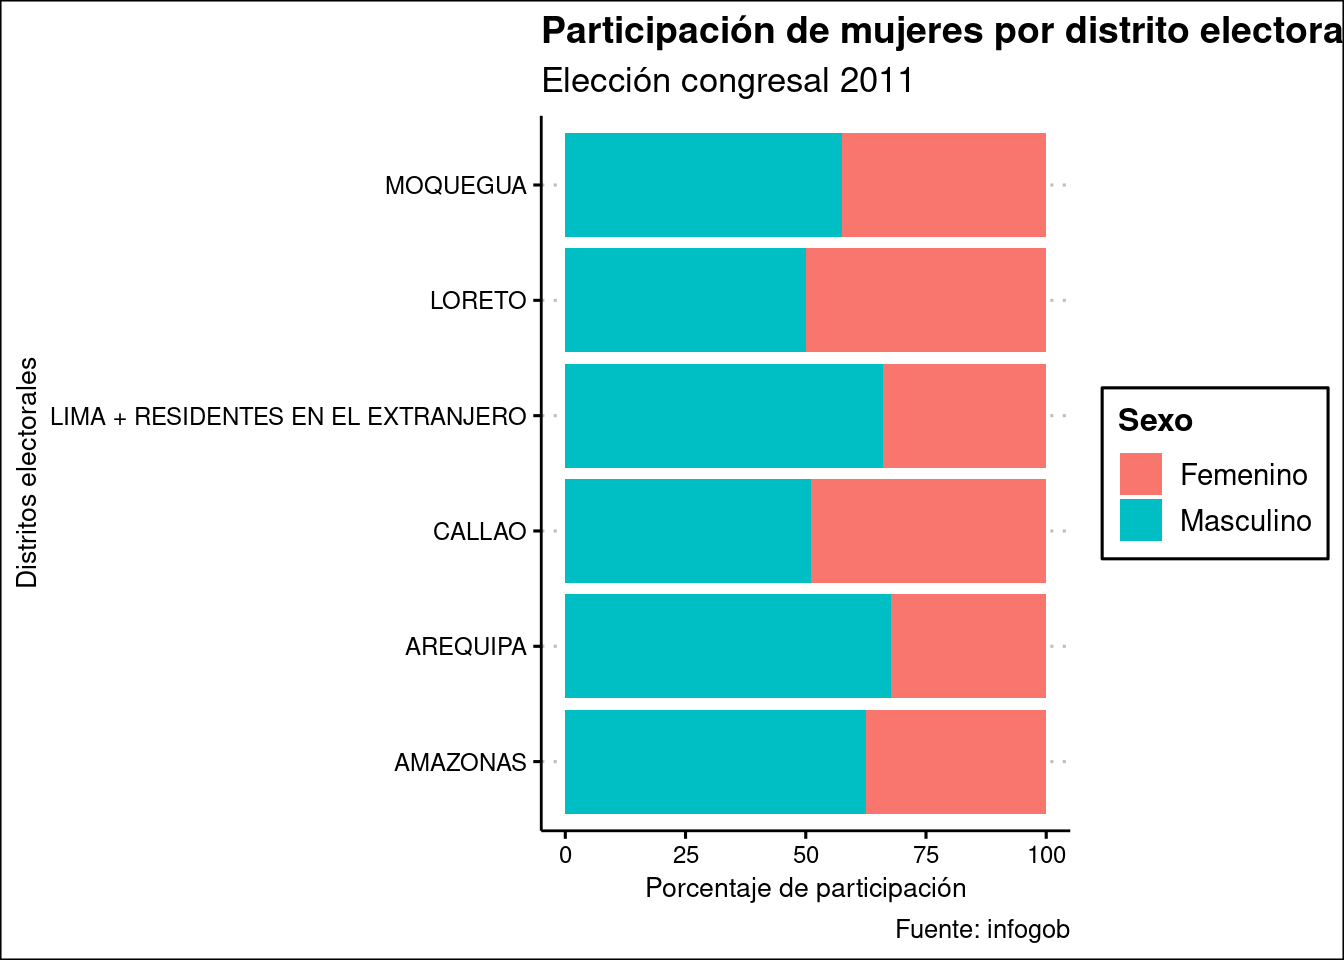 Participación de mujeres por distrito electora
Elección congresal 2011
MOQUEGUA
LORETO
LIMA + RESIDENTES EN EL EXTRANJERO
CALLAO
AREQUIPA
AMAZONAS
Distritos electorales
0 25 50 75 100
Porcentaje de participación
Fuente: infogob
Sexo
Femenino
Masculino